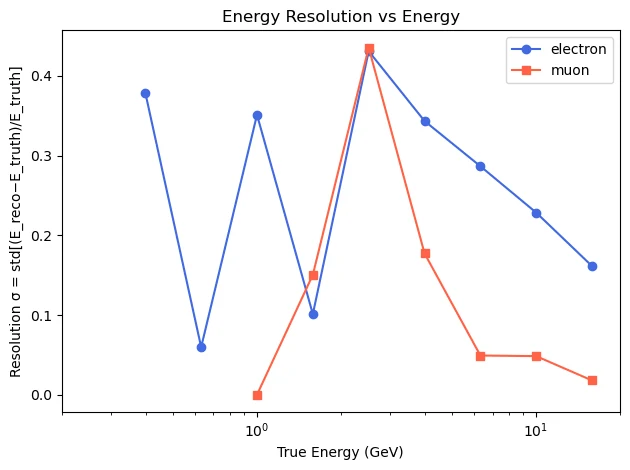 Energy Resolution vs Energy
electron
muon
Resolution σ = std[(E_reco−E_truth)/E_truth]
0.4
0.3
0.2
0.1
0.0
10⁰
10¹
True Energy (GeV)